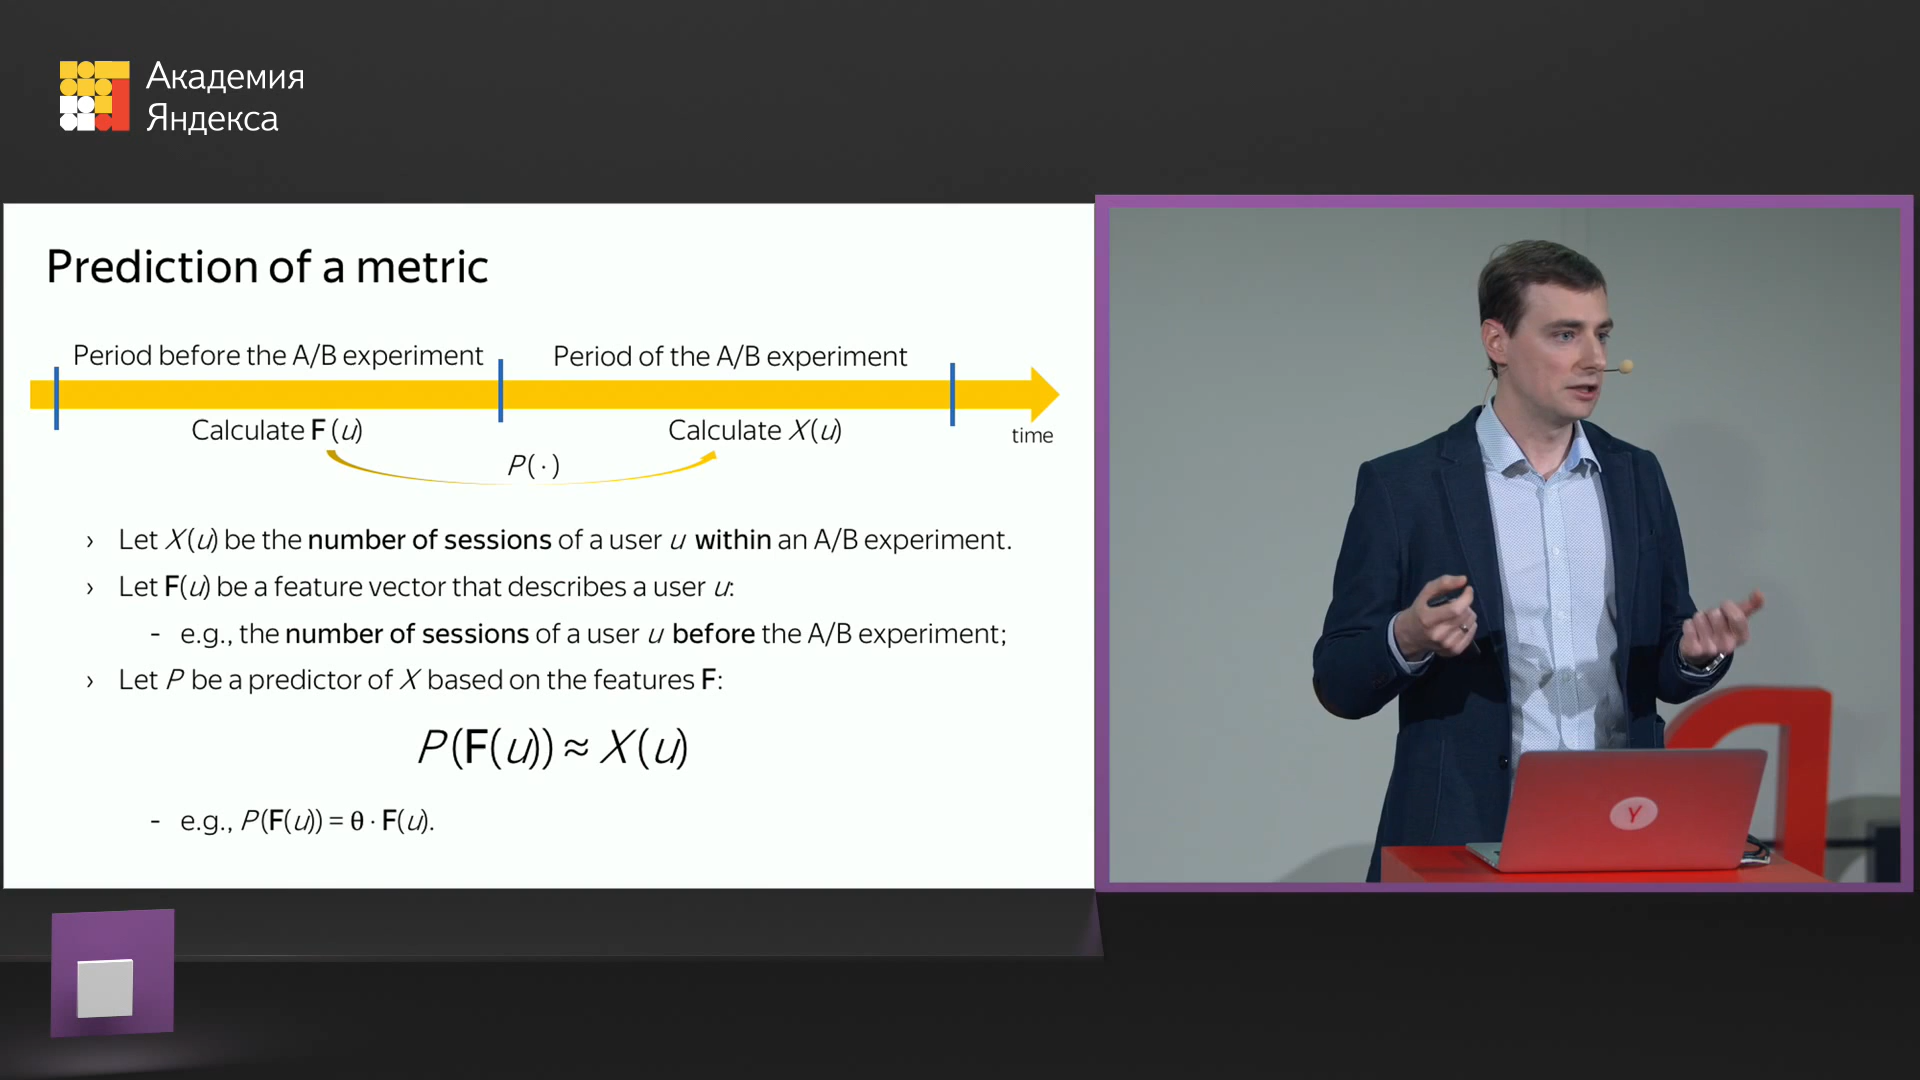 Академия
Яндекса
Prediction of a metric
Period before the A/B experiment
Period of the A/B experiment
Calculate F (u)
Calculate X(u)
time
P( · )
› Let X(u) be the number of sessions of a user u within an A/B experiment.
› Let F(u) be a feature vector that describes a user u:
- e.g., the number of sessions of a user u before the A/B experiment;
› Let P be a predictor of X based on the features F:
P(F(u)) ≈ X(u)
- e.g., P(F(u)) = θ · F(u).
Y